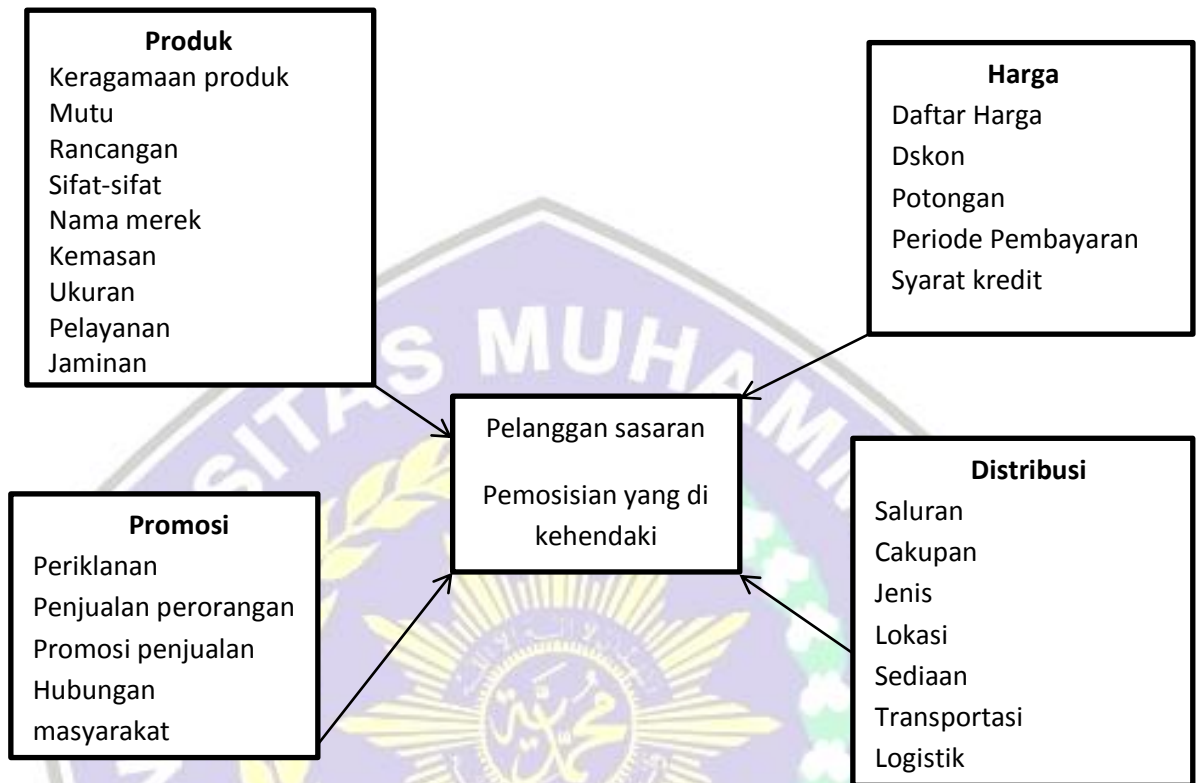 Produk
Keragamaan produk
Mutu
Rancangan
Sifat-sifat
Nama merek
Kemasan
Ukuran
Pelayanan
Jaminan
Harga
Daftar Harga
Dskon
Potongan
Periode Pembayaran
Syarat kredit
Pelanggan sasaran
Pemosisian yang di
kehendaki
Promosi
Periklanan
Penjualan perorangan
Promosi penjualan
Hubungan
masyarakat
Distribusi
Saluran
Cakupan
Jenis
Lokasi
Sediaan
Transportasi
Logistik
SITAS MUHAM